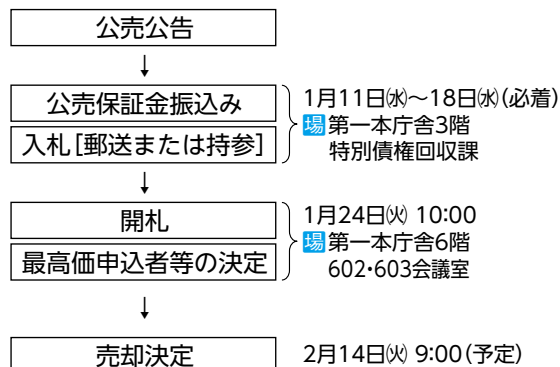 公売公告
↓
公売保証金振込み
入札[郵送または持参]
1月11日㈬～18日㈬(必着)
場 第一本庁舎3階
特別債権回収課
↓
開札
最高価申込者等の決定
1月24日㈫ 10:00
場 第一本庁舎6階
602・603会議室
↓
売却決定
2月14日㈫ 9:00(予定)